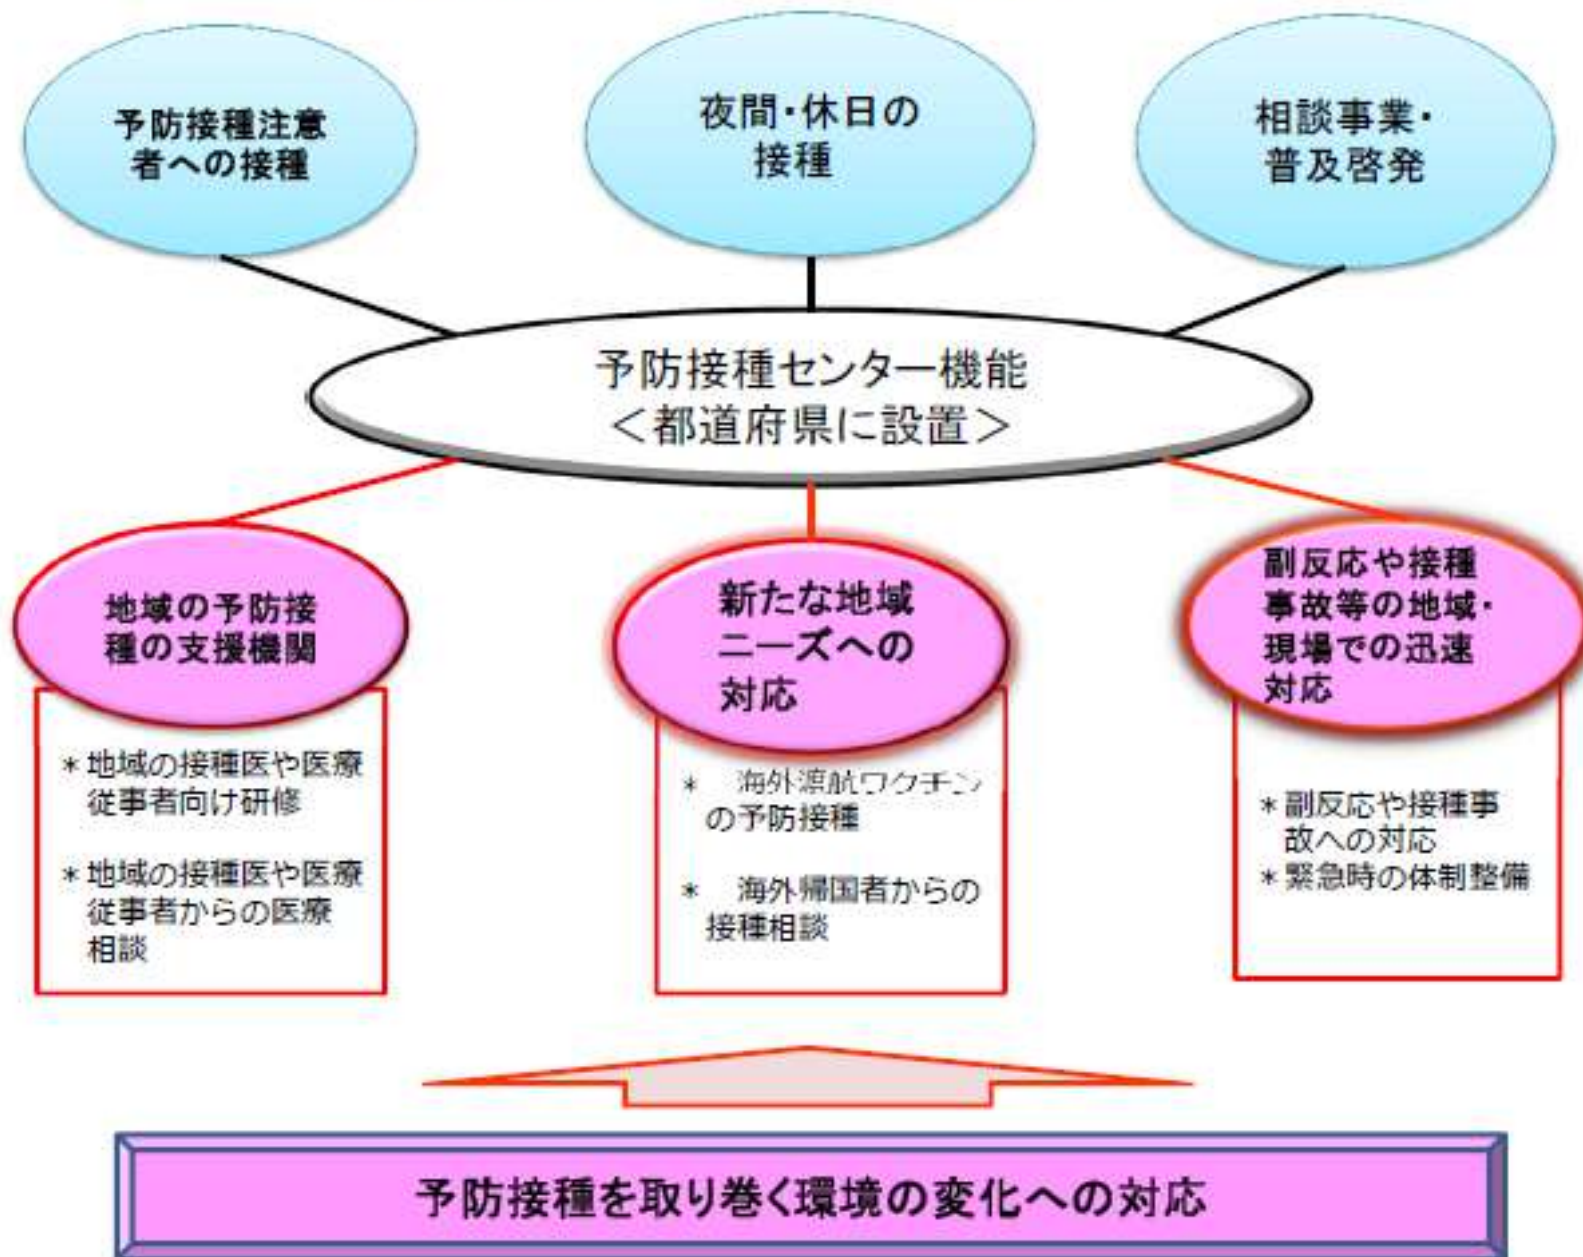 予防接種注意
者への接種
夜間・休日の
接種
相談事業・
普及啓発
予防接種センター機能
＜都道府県に設置＞
地域の予防接
種の支援機関
＊地域の接種医や医療
従事者向け研修
＊地域の接種医や医療
従事者からの医療
相談
新たな地域
ニーズへの
対応
＊　海外渡航ワクチン
の予防接種
＊　海外帰国者からの
接種相談
副反応や接種
事故等の地域・
現場での迅速
対応
＊副反応や接種事
故への対応
＊緊急時の体制整備
予防接種を取り巻く環境の変化への対応